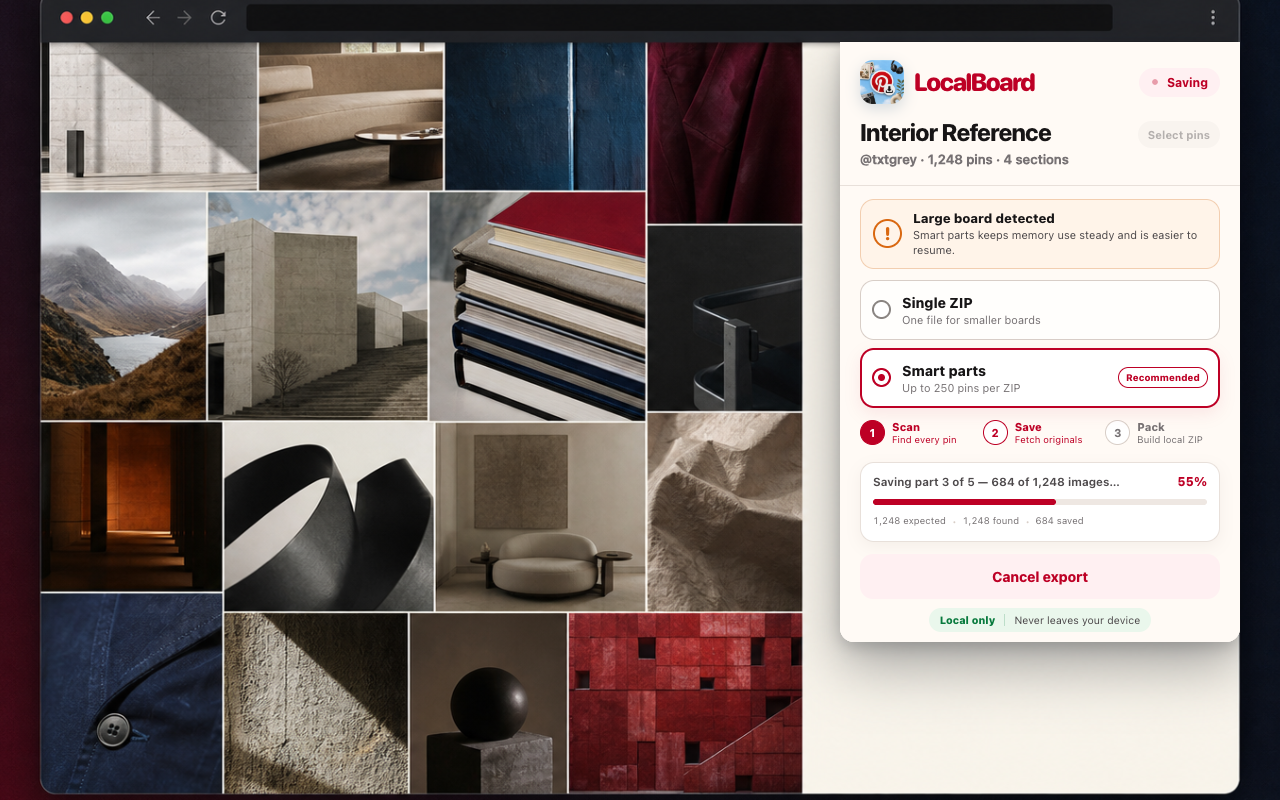 LocalBoard
Saving
Interior Reference
Select pins
@txtgrey · 1,248 pins · 4 sections
Large board detected
Smart parts keeps memory use steady and is easier to
resume.
Single ZIP
One file for smaller boards
Smart parts
Up to 250 pins per ZIP
Recommended
1
Scan
Find every pin
2
Save
Fetch originals
3
Pack
Build local ZIP
Saving part 3 of 5 — 684 of 1,248 images...
55%
1,248 expected · 1,248 found · 684 saved
Cancel export
Local only | Never leaves your device